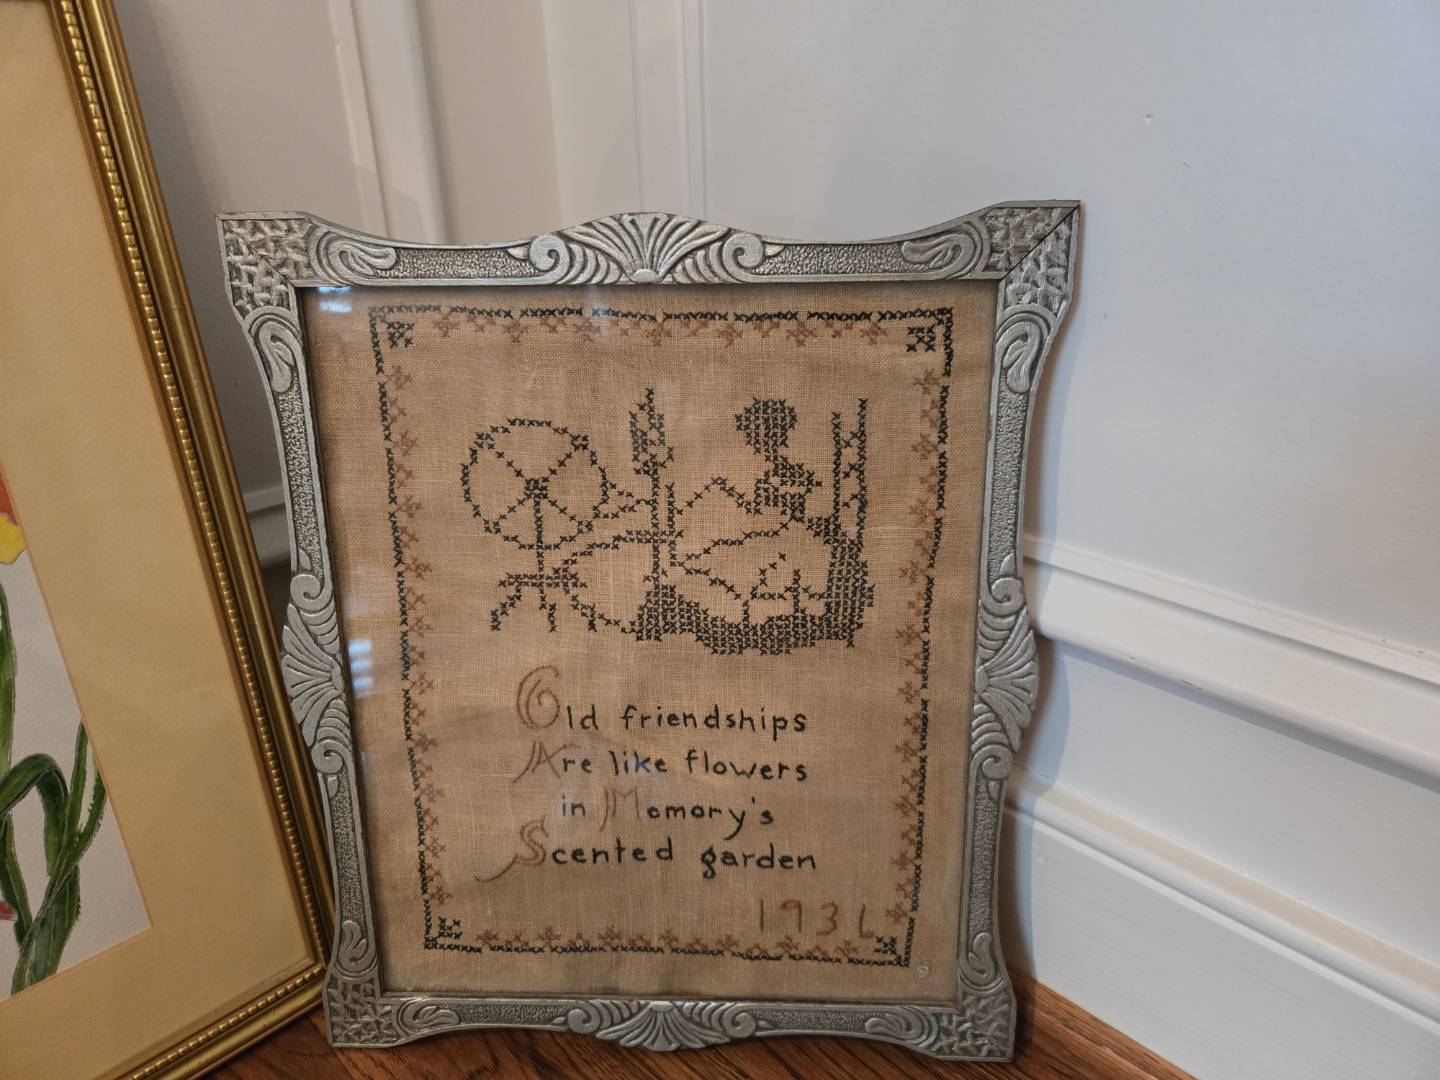 Old friendships
Are like flowers
in Memory's
Scented garden
1936